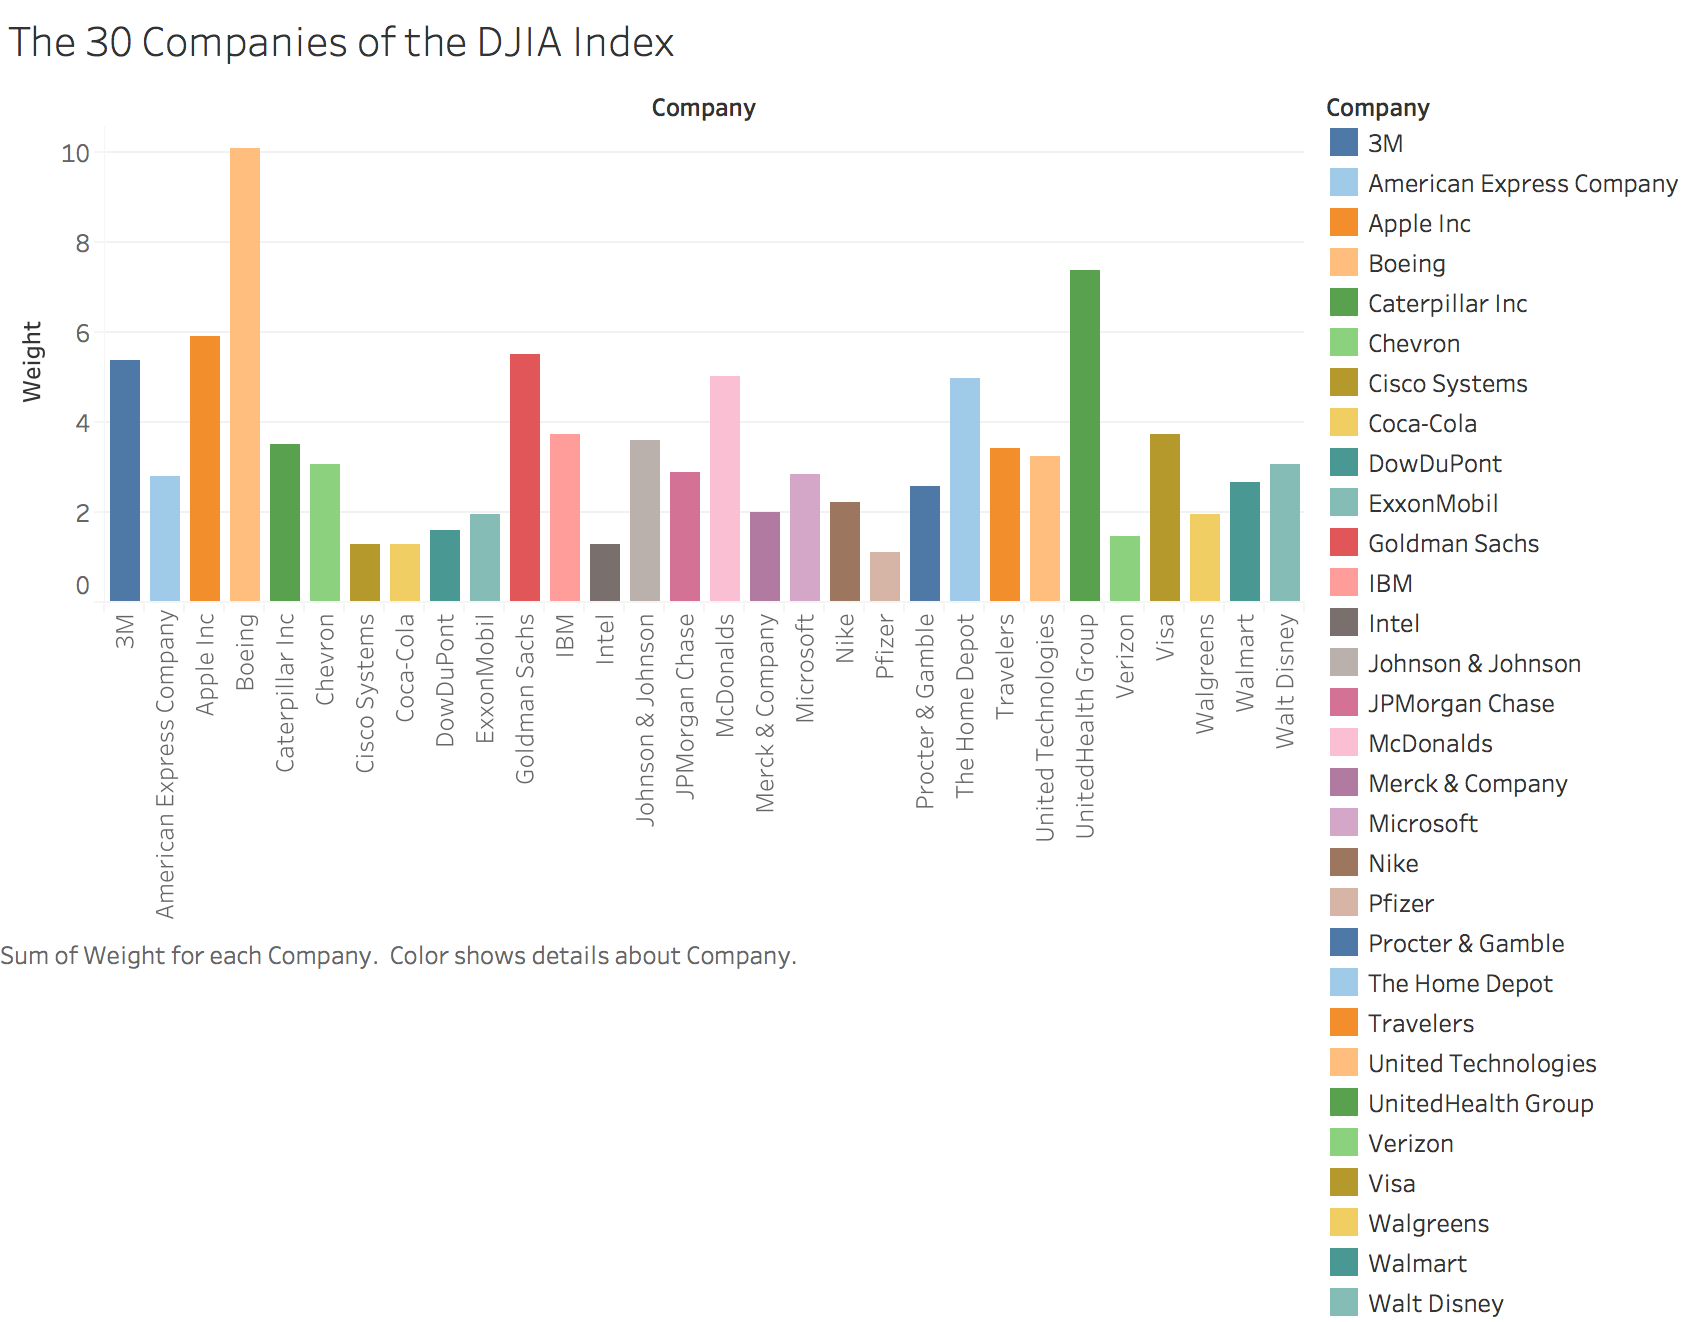 The 30 Companies of the DJIA Index
Company
Weight
10
8
6
4
2
0
3M
American Express Company
Apple Inc
Boeing
Caterpillar Inc
Chevron
Cisco Systems
Coca-Cola
DowDuPont
ExxonMobil
Goldman Sachs
IBM
Intel
Johnson & Johnson
JPMorgan Chase
McDonalds
Merck & Company
Microsoft
Nike
Pfizer
Procter & Gamble
The Home Depot
Travelers
United Technologies
UnitedHealth Group
Verizon
Visa
Walgreens
Walmart
Walt Disney
Sum of Weight for each Company.  Color shows details about Company.
Company
3M
American Express Company
Apple Inc
Boeing
Caterpillar Inc
Chevron
Cisco Systems
Coca-Cola
DowDuPont
ExxonMobil
Goldman Sachs
IBM
Intel
Johnson & Johnson
JPMorgan Chase
McDonalds
Merck & Company
Microsoft
Nike
Pfizer
Procter & Gamble
The Home Depot
Travelers
United Technologies
UnitedHealth Group
Verizon
Visa
Walgreens
Walmart
Walt Disney